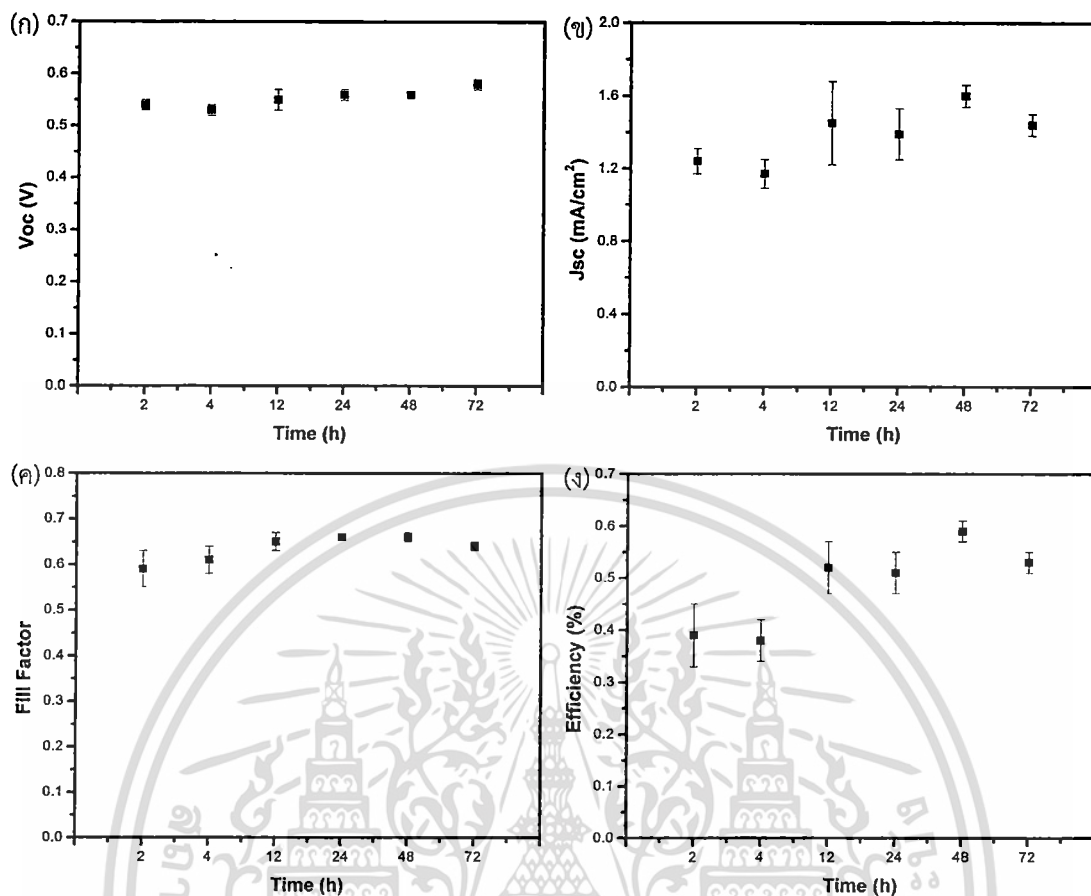 (ก)
0.7
0.6
0.5
0.4
0.3
0.2
0.1
0.0
Voc (V)
2 4 12 24 48 72
Time (h)
(ข)
2.0
1.6
1.2
0.8
0.4
0.0
Jsc (mA/cm²)
2 4 12 24 48 72
Time (h)
(ค)
0.8
0.7
0.6
0.5
0.4
0.3
0.2
0.1
0.0
Fill Factor
2 4 12 24 48 72
Time (h)
(ง)
0.7
0.6
0.5
0.4
0.3
0.2
0.1
0.0
Efficiency (%)
2 4 12 24 48 72
Time (h)